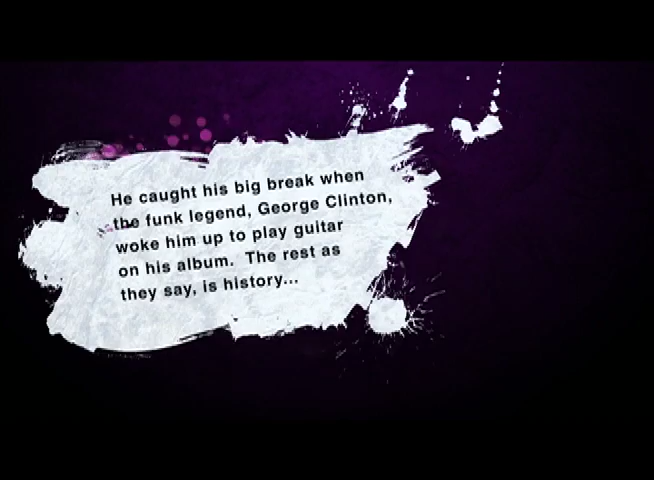 He caught his big break when
the funk legend, George Clinton,
woke him up to play guitar
on his album.  The rest as
they say, is history...